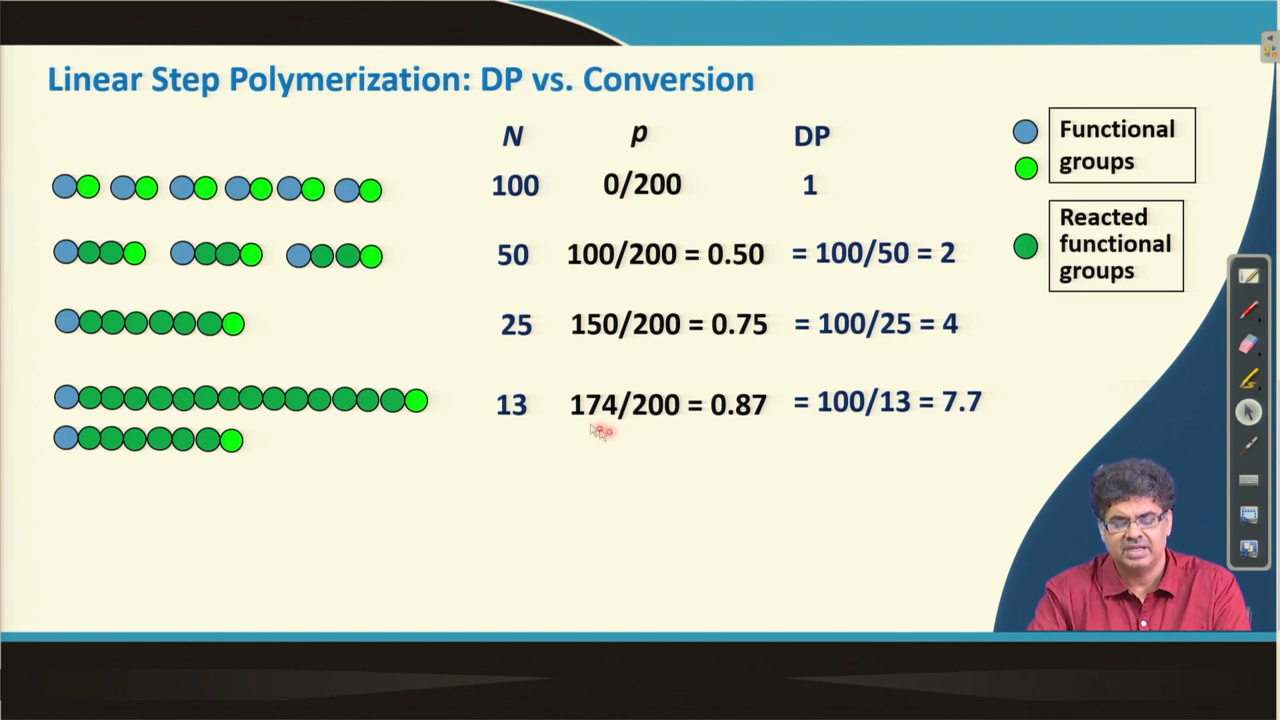 Linear Step Polymerization: DP vs. Conversion
N p DP
100 0/200 1
50 100/200 = 0.50 = 100/50 = 2
25 150/200 = 0.75 = 100/25 = 4
13 174/200 = 0.87 = 100/13 = 7.7
Functional
groups
Reacted
functional
groups